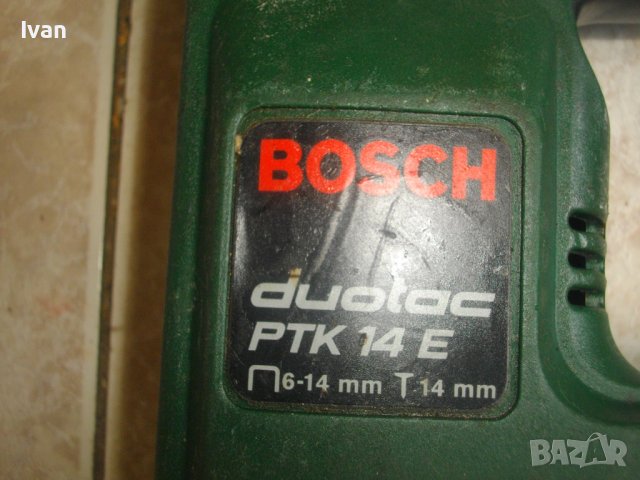 Ivan
BOSCH
duotac
PTK 14 E
6-14 mm 14 mm
BAZAR